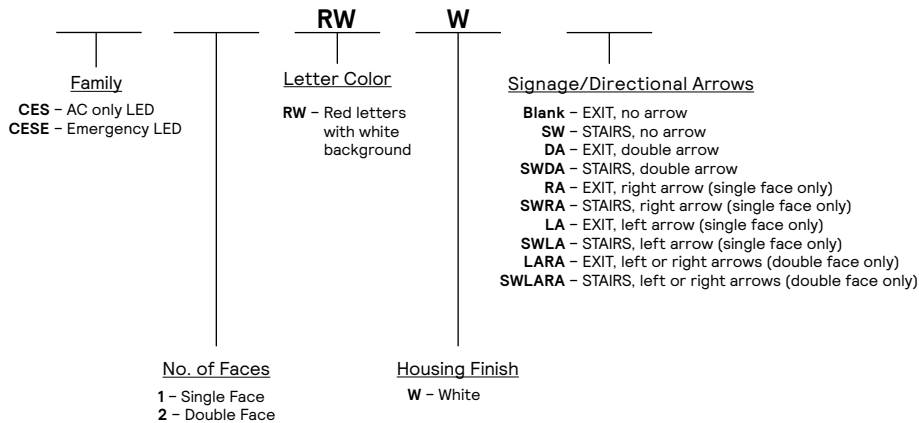 RW W
Family
CES – AC only LED
CESE – Emergency LED
Letter Color
RW – Red letters
with white
background
Signage/Directional Arrows
Blank – EXIT, no arrow
SW – STAIRS, no arrow
DA – EXIT, double arrow
SWDA – STAIRS, double arrow
RA – EXIT, right arrow (single face only)
SWRA – STAIRS, right arrow (single face only)
LA – EXIT, left arrow (single face only)
SWLA – STAIRS, left arrow (single face only)
LARA – EXIT, left or right arrows (double face only)
SWLARA – STAIRS, left or right arrows (double face only)
No. of Faces
1 – Single Face
2 – Double Face
Housing Finish
W – White